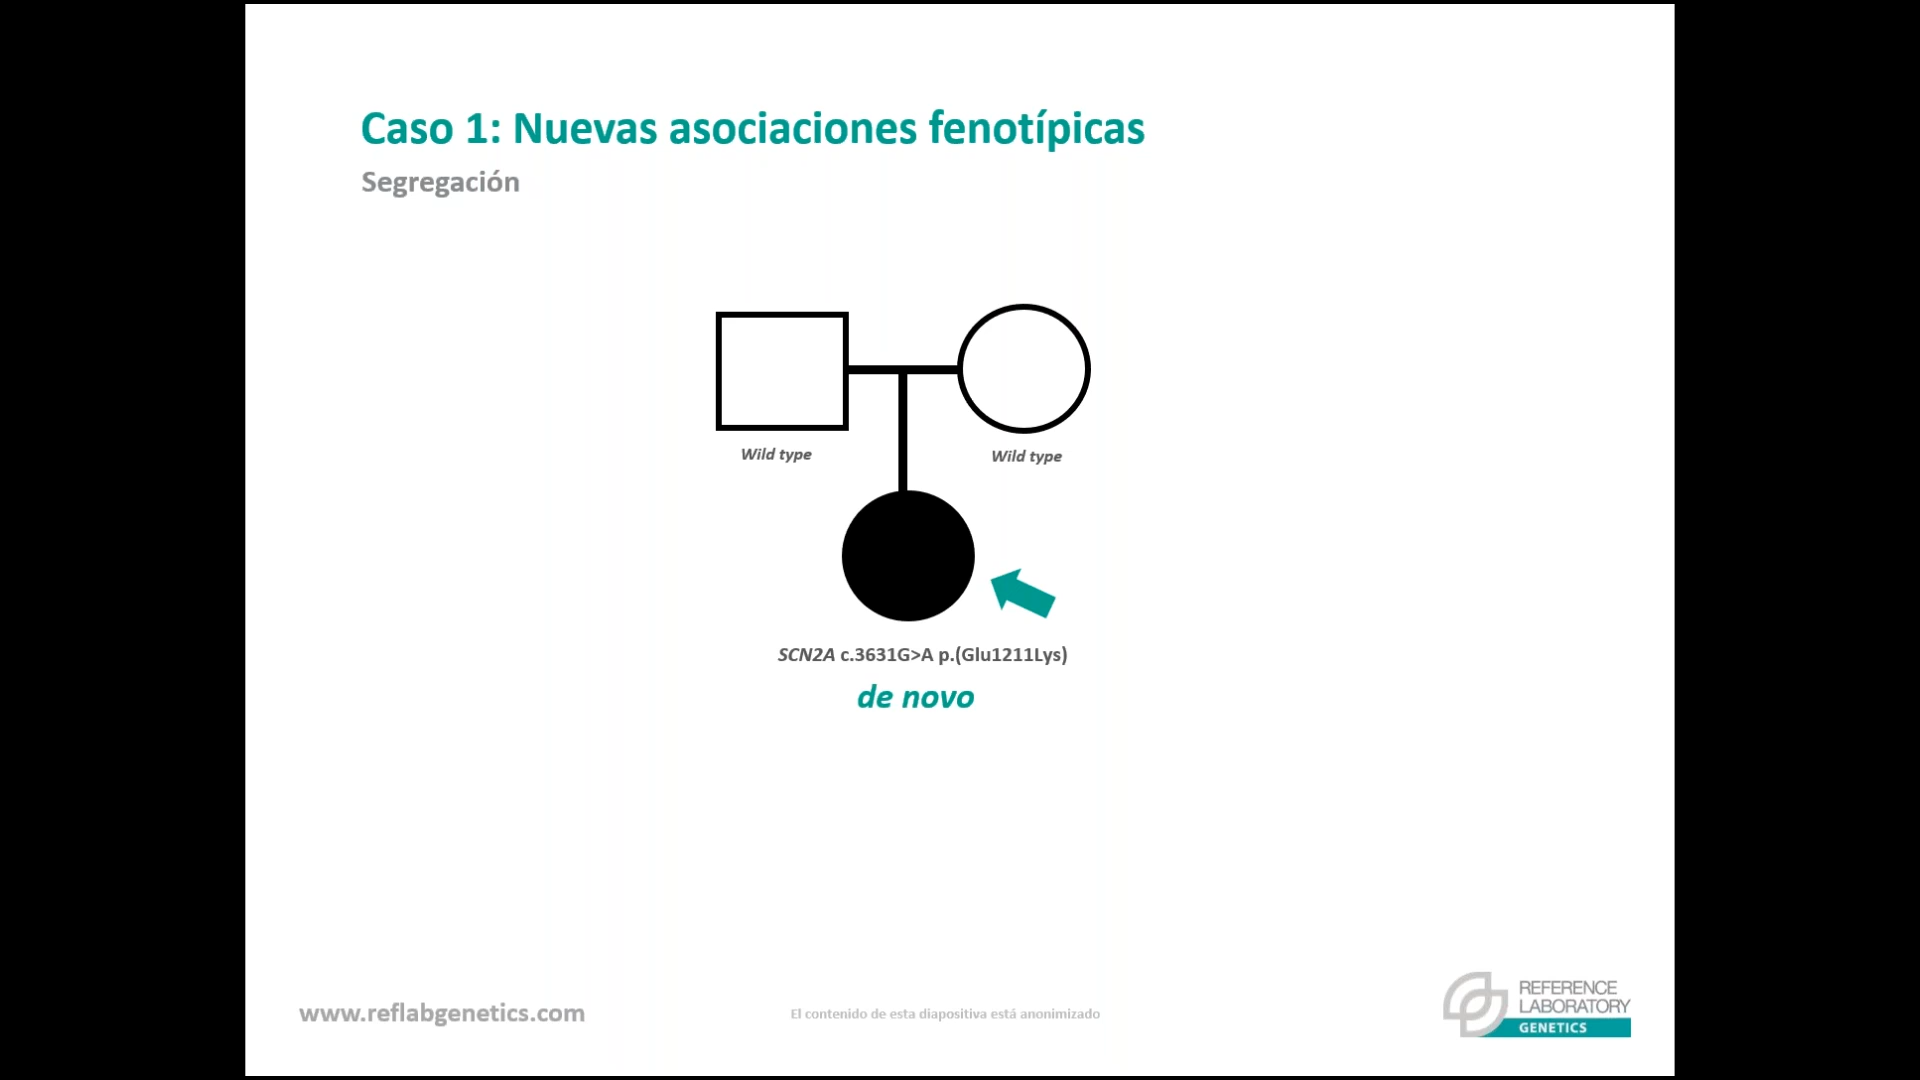 Caso 1: Nuevas asociaciones fenotípicas
Segregación
Wild type
Wild type
SCN2A c.3631G>A p.(Glu1211Lys)
de novo
www.reflabgenetics.com
El contenido de esta diapositiva está anonimizado
REFERENCE
LABORATORY
GENETICS